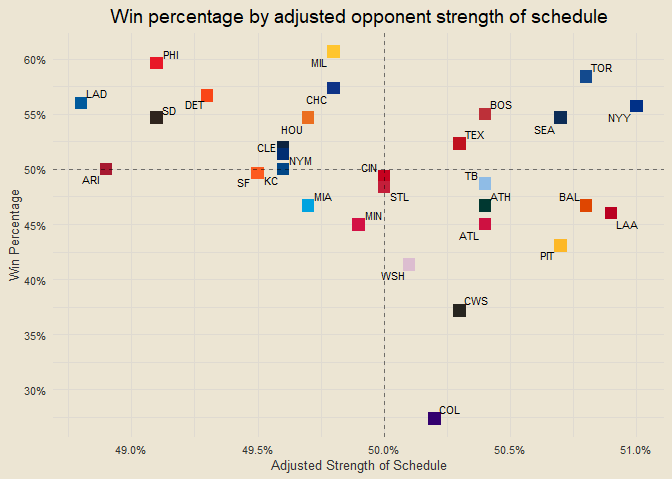 Win percentage by adjusted opponent strength of schedule
60%
55%
50%
45%
40%
35%
30%
Win Percentage
PHI
MIL
TOR
LAD
DET
CHC
SD
BOS
NYY
SEA
HOU
TEX
CLE
NYM
CIN
ARI
SF
KC
TB
STL
MIA
ATH
BAL
MIN
ATL
LAA
PIT
WSH
CWS
COL
49.0%
49.5%
50.0%
50.5%
51.0%
Adjusted Strength of Schedule